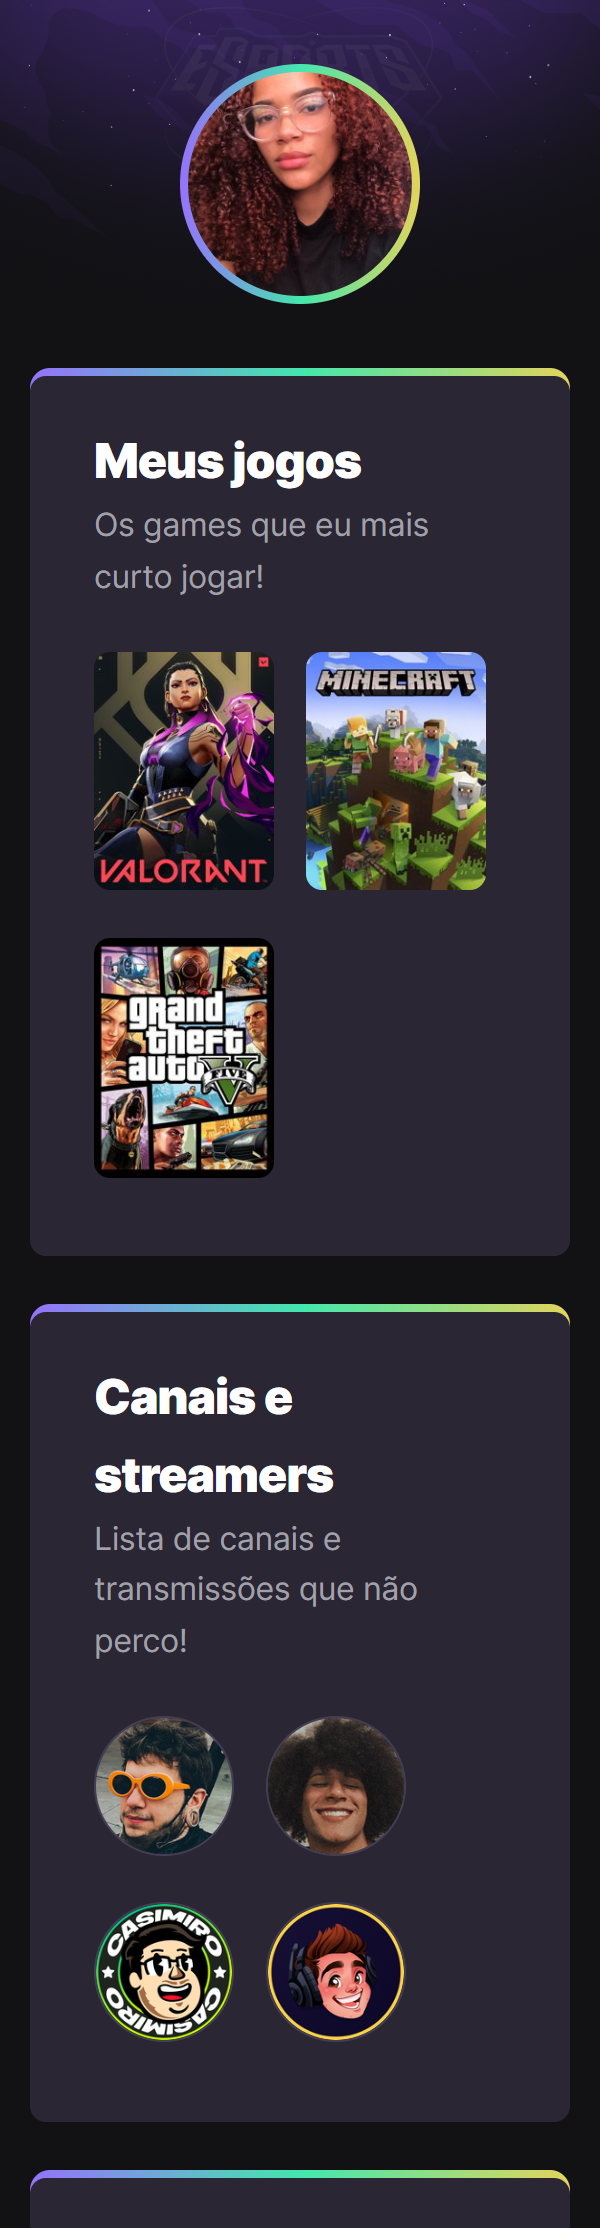 ESPORTS
Meus jogos
Os games que eu mais
curto jogar!
VALORANT
MINECRAFT
grand
theft
auto
FIVE
V
Canais e
streamers
Lista de canais e
transmissões que não
perco!
CASIMIRO
CASIMIRO